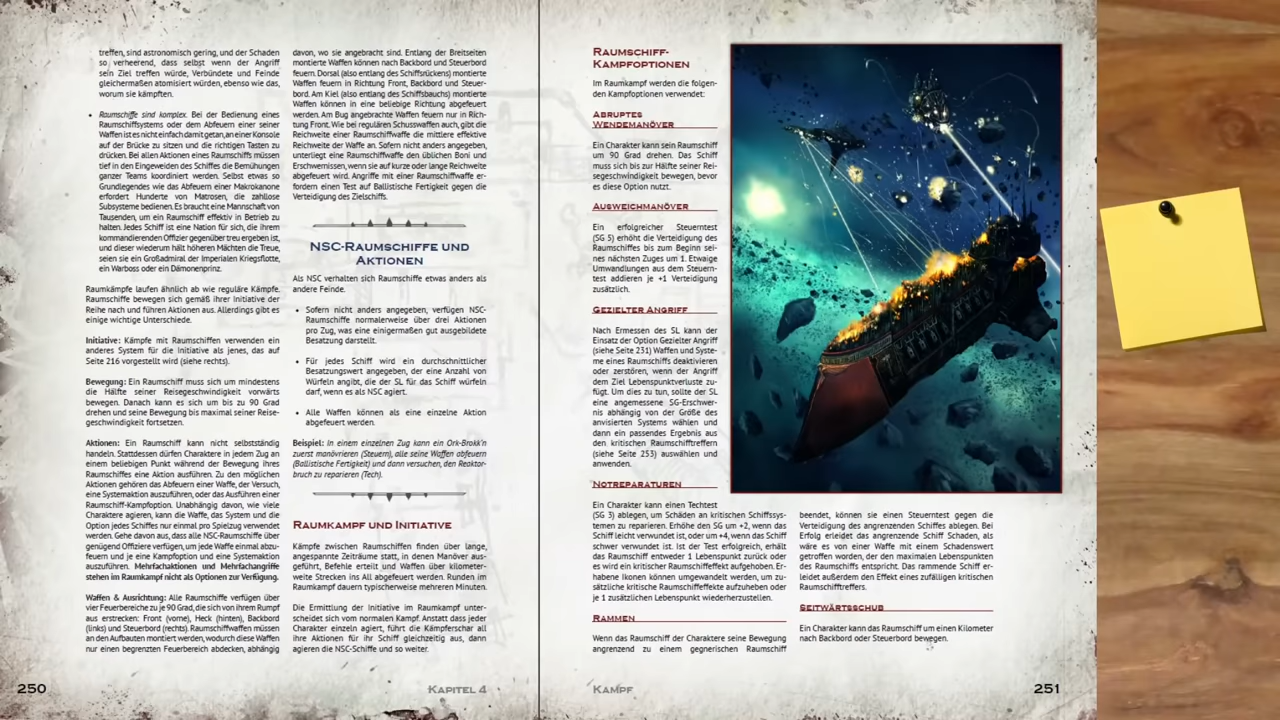 treffen, sind astronomisch gering, und der Schaden
so verheerend, dass selbst wenn der Angriff
sein Ziel treffen würde, Verbündete und Feinde
gleichermaßen atomisiert würden, ebenso wie das,
worum sie kämpften.
• Raumschiffe sind komplex. Bei der Bedienung eines
Raumschiffsystems oder dem Abfeuern einer seiner
Waffen ist es nicht einfach damit getan, an einer Konsole
auf der Brücke zu sitzen und die richtigen Tasten zu
drücken. Bei allen Aktionen eines Raumschiffs müssen
tief in den Eingeweiden des Schiffes die Bemühungen
ganzer Teams koordiniert werden. Selbst etwas so
Grundlegendes wie das Abfeuern einer Makrokanone
erfordert Hunderte von Matrosen, die zahllose
Subsysteme bedienen. Es braucht eine Mannschaft von
Tausenden, um ein Raumschiff effektiv in Betrieb zu
halten. Jedes Schiff ist eine Nation für sich, die ihrem
kommandierenden Offizier gegenüber treu ergeben ist,
und dieser wiederum hält höheren Mächten die Treue,
seien sie ein Großadmiral der Imperialen Kriegsflotte,
ein Warboss oder ein Dämonenprinz.
Raumkämpfe laufen ähnlich ab wie reguläre Kämpfe.
Raumschiffe bewegen sich gemäß ihrer Initiative der
Reihe nach und führen Aktionen aus. Allerdings gibt es
einige wichtige Unterschiede.
Initiative: Kämpfe mit Raumschiffen verwenden ein
anderes System für die Initiative als jenes, das auf
Seite 216 vorgestellt wird (siehe rechts).
Bewegung: Ein Raumschiff muss sich um mindestens
die Hälfte seiner Reisegeschwindigkeit vorwärts
bewegen. Danach kann es sich um bis zu 90 Grad
drehen und seine Bewegung bis maximal seiner Reise-
geschwindigkeit fortsetzen.
Aktionen: Ein Raumschiff kann nicht selbstständig
handeln. Stattdessen dürfen Charaktere in jedem Zug an
einem beliebigen Punkt während der Bewegung ihres
Raumschiffes eine Aktion ausführen. Zu den möglichen
Aktionen gehören das Abfeuern einer Waffe, der Versuch,
eine Systemaktion auszuführen, oder das Ausführen einer
Raumschiff-Kampfoption. Unabhängig davon, wie viele
Charaktere agieren, kann die Waffe, das System und die
Option jedes Schiffes nur einmal pro Spielzug verwendet
werden. Gehe davon aus, dass alle NSC-Raumschiffe über
genügend Offiziere verfügen, um jede Waffe einmal abzu-
feuern und je eine Kampfoption und eine Systemaktion
auszuführen. Mehrfachaktionen und Mehrfachangriffe
stehen im Raumkampf nicht als Optionen zur Verfügung.
Waffen & Ausrichtung: Alle Raumschiffe verfügen über
vier Feuerbereiche zu je 90 Grad, die sich von ihrem Rumpf
aus erstrecken: Front (vorne), Heck (hinten), Backbord
(links) und Steuerbord (rechts). Raumschiffwaffen müssen
an den Aufbauten montiert werden, wodurch diese Waffen
nur einen begrenzten Feuerbereich abdecken, abhängig
davon, wo sie angebracht sind. Entlang der Breitseiten
montierte Waffen können nach Backbord und Steuerbord
feuern. Dorsal (also entlang des Schiffsrückens) montierte
Waffen feuern in Richtung Front, Backbord und Steuer-
bord. Am Kiel (also entlang des Schiffsbauchs) montierte
Waffen können in eine beliebige Richtung abgefeuert
werden. Am Bug angebrachte Waffen feuern nur in Rich-
tung Front. Wie bei regulären Schusswaffen auch, gibt die
Reichweite einer Raumschiffwaffe die mittlere effektive
Reichweite der Waffe an. Sofern nicht anders angegeben,
unterliegt eine Raumschiffwaffe den üblichen Boni und
Erschwernissen, wenn sie auf kurze oder lange Reichweite
abgefeuert wird. Angriffe mit einer Raumschiffwaffe er-
fordern einen Test auf Ballistische Fertigkeit gegen die
Verteidigung des Zielschiffs.
NSC-Raumschiffe und
Aktionen
Als NSC verhalten sich Raumschiffe etwas anders als
andere Feinde.
• Sofern nicht anders angegeben, verfügen NSC-
Raumschiffe normalerweise über drei Aktionen
pro Zug, was eine einigermaßen gut ausgebildete
Besatzung darstellt.
• Für jedes Schiff wird ein durchschnittlicher
Besatzungswert angegeben, der eine Anzahl von
Würfeln angibt, die der SL für das Schiff würfeln
darf, wenn es als NSC agiert.
• Alle Waffen können als eine einzelne Aktion
abgefeuert werden.
Beispiel: In einem einzelnen Zug kann ein Ork-Brokk'n
zuerst manövrieren (Steuern), alle seine Waffen abfeuern
(Ballistische Fertigkeit) und dann versuchen, den Reaktor-
bruch zu reparieren (Tech).
Raumkampf und Initiative
Kämpfe zwischen Raumschiffen finden über lange,
angespannte Zeiträume statt, in denen Manöver aus-
geführt, Befehle erteilt und Waffen über kilometer-
weite Strecken ins All abgefeuert werden. Runden im
Raumkampf dauern typischerweise mehreren Minuten.
Die Ermittlung der Initiative im Raumkampf unter-
scheidet sich vom normalen Kampf. Anstatt dass jeder
Charakter einzeln agiert, führt die Kämpferschar all
ihre Aktionen für ihr Schiff gleichzeitig aus, dann
agieren die NSC-Schiffe und so weiter.
250
Kapitel 4
Raumschiff-
Kampfoptionen
Im Raumkampf werden die folgen-
den Kampfoptionen verwendet:
Abruptes
Wendemanöver
Ein Charakter kann sein Raumschiff
um 90 Grad drehen. Das Schiff
muss sich bis zur Hälfte seiner Rei-
segeschwindigkeit bewegen, bevor
es diese Option nutzt.
Ausweichmanöver
Ein erfolgreicher Steuerntest
(SG 5) erhöht die Verteidigung des
Raumschiffes bis zum Beginn sei-
nes nächsten Zuges um 1. Etwaige
Umwandlungen aus dem Steuern-
test addieren je +1 Verteidigung
zusätzlich.
Gezielter Angriff
Nach Ermessen des SL kann der
Einsatz der Option Gezielter Angriff
(siehe Seite 231) Waffen und Syste-
me eines Raumschiffs deaktivieren
oder zerstören, wenn der Angriff
dem Ziel Lebenspunktverluste zu-
fügt. Um dies zu tun, sollte der SL
eine angemessene SG-Erschwer-
nis abhängig von der Größe des
anvisierten Systems wählen und
dann ein passendes Ergebnis aus
den kritischen Raumschifftreffern
(siehe Seite 253) auswählen und
anwenden.
Notreparaturen
Ein Charakter kann einen Techtest
(SG 3) ablegen, um Schäden an kritischen Schiffssys-
temen zu reparieren. Erhöhe den SG um +2, wenn das
Schiff leicht verwundet ist, oder um +4, wenn das Schiff
schwer verwundet ist. Ist der Test erfolgreich, erhält
das Raumschiff entweder 1 Lebenspunkt zurück oder
es wird ein kritischer Raumschiffeffekt aufgehoben. Er-
habene Ikonen können umgewandelt werden, um zu-
sätzliche kritische Raumschiffeffekte aufzuheben oder
je 1 zusätzlichen Lebenspunkt wiederherzustellen.
Rammen
Wenn das Raumschiff der Charaktere seine Bewegung
angrenzend zu einem gegnerischen Raumschiff
beendet, können sie einen Steuerntest gegen die
Verteidigung des angrenzenden Schiffes ablegen. Bei
Erfolg erleidet das angrenzende Schiff Schaden, als
wäre es von einer Waffe mit einem Schadenswert
getroffen worden, der den maximalen Lebenspunkten
des Raumschiffs entspricht. Das rammende Schiff er-
leidet außerdem den Effekt eines zufälligen kritischen
Raumschifftreffers.
Seitwärtsschub
Ein Charakter kann das Raumschiff um einen Kilometer
nach Backbord oder Steuerbord bewegen.
Kampf
251